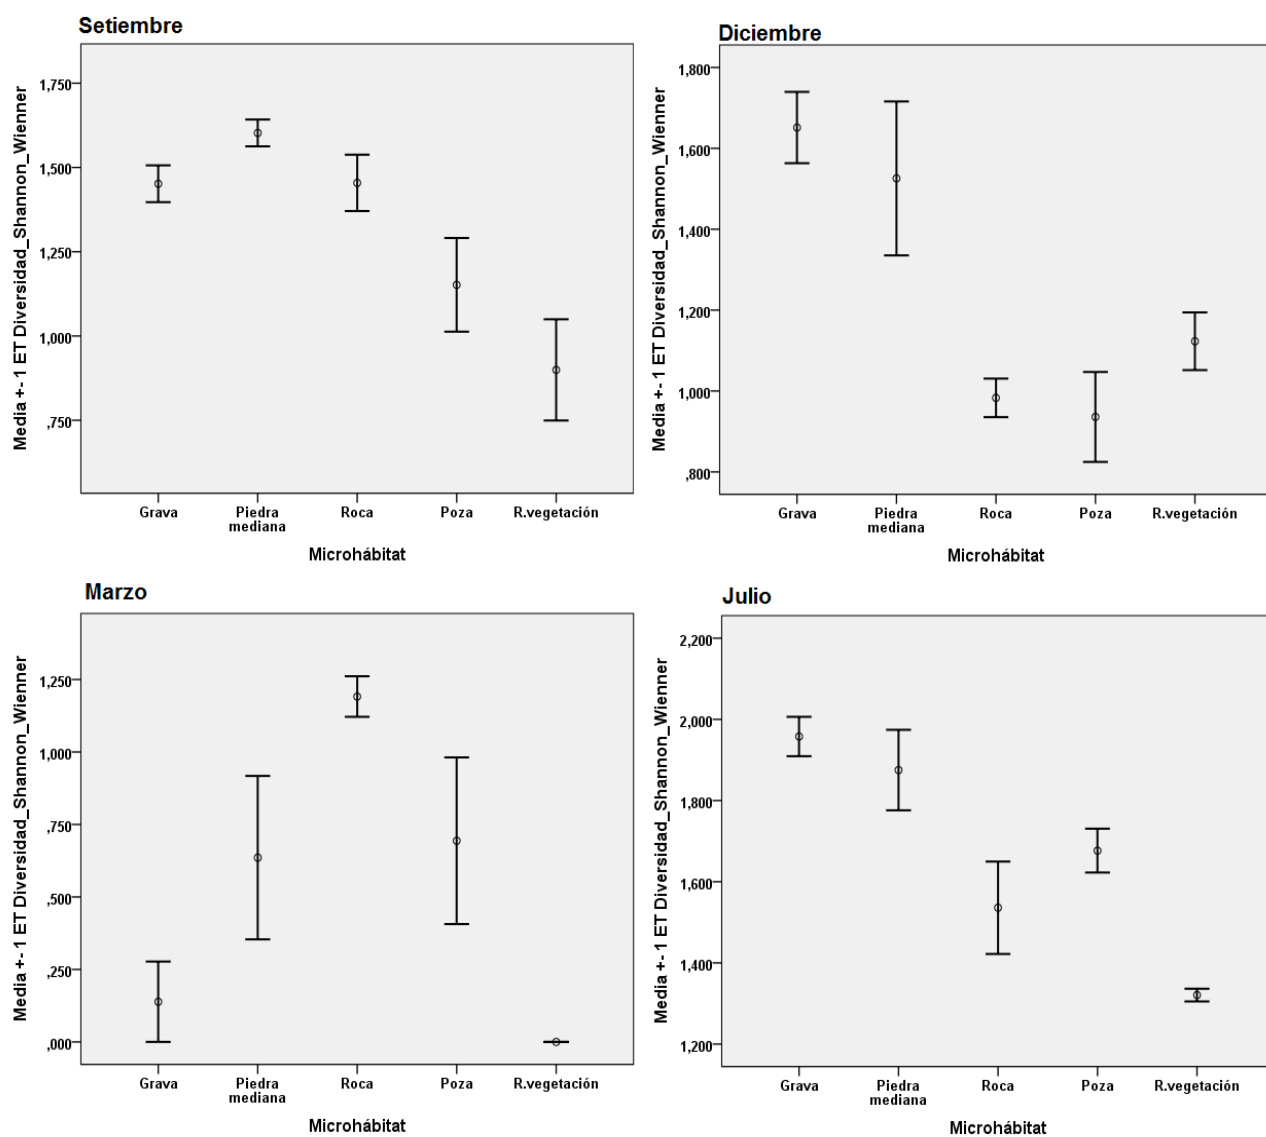 Setiembre
Media +- 1 ET Diversidad_Shannon_Wienner
1,750
1,500
1,250
1,000
,750
Grava
Piedra
mediana
Roca
Poza
R.vegetación
Microhábitat
Diciembre
Media +- 1 ET Diversidad_Shannon_Wienner
1,800
1,600
1,400
1,200
1,000
,800
Grava
Piedra
mediana
Roca
Poza
R.vegetación
Microhábitat
Marzo
Media +- 1 ET Diversidad_Shannon_Wienner
1,250
1,000
,750
,500
,250
,000
Grava
Piedra
mediana
Roca
Poza
R.vegetación
Microhábitat
Julio
Media +- 1 ET Diversidad_Shannon_Wienner
2,200
2,000
1,800
1,600
1,400
1,200
Grava
Piedra
mediana
Roca
Poza
R.vegetación
Microhábitat